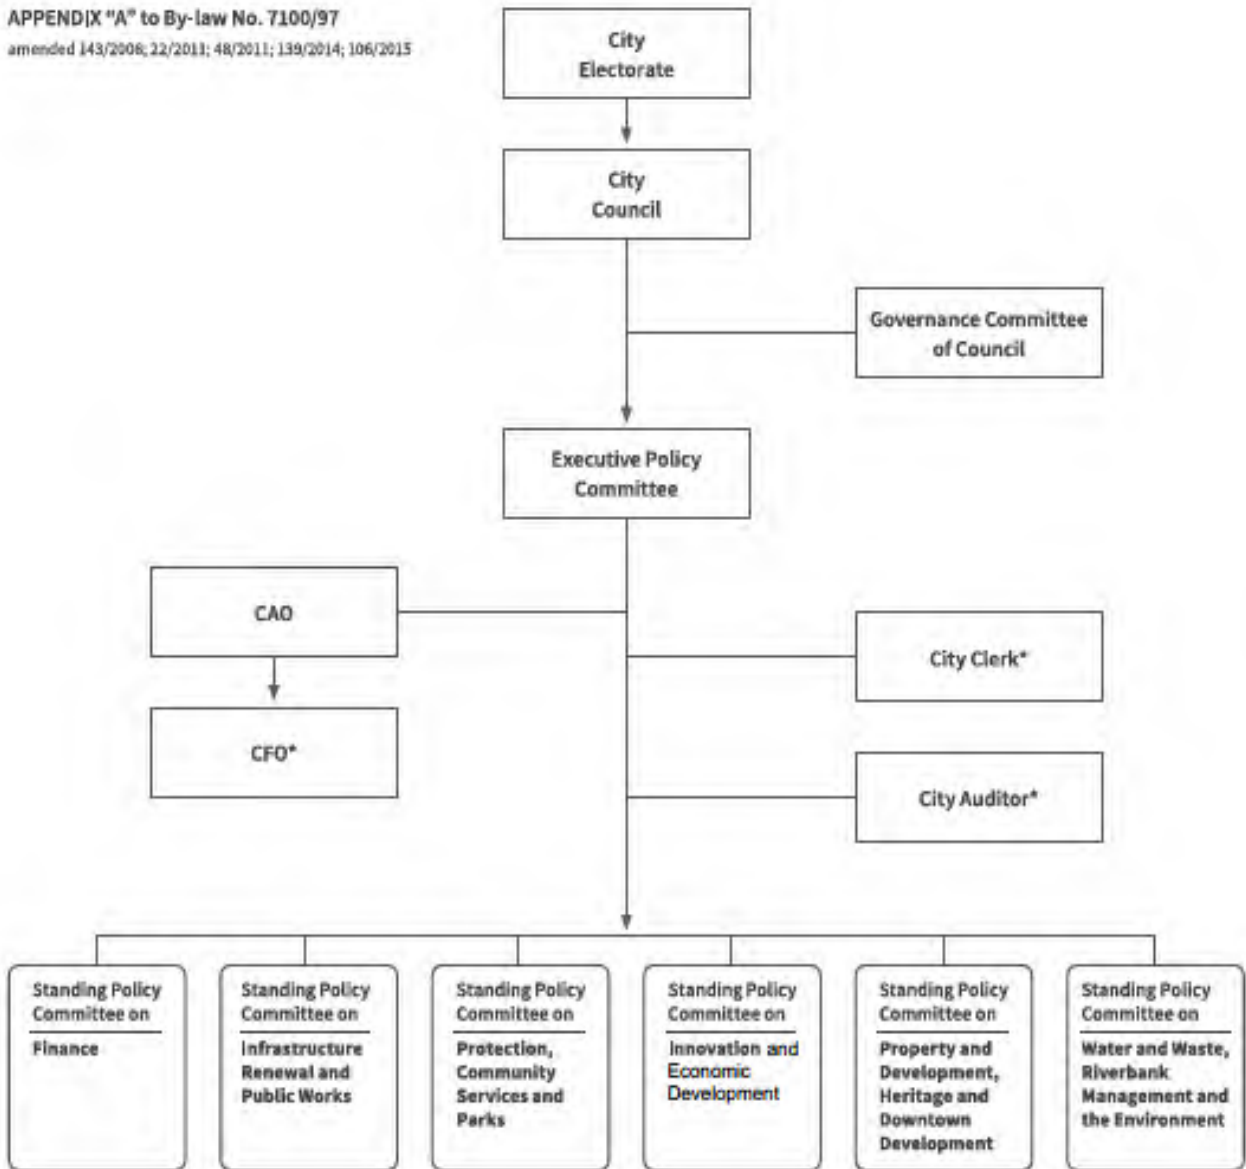 APPENDIX "A" to By-law No. 7100/97
amended 143/2008; 22/2011; 48/2011; 139/2014; 106/2015
City
Electorate
City
Council
Governance Committee
of Council
Executive Policy
Committee
CAO
City Clerk*
CFO*
City Auditor*
Standing Policy
Committee on
Finance
Standing Policy
Committee on
Infrastructure
Renewal and
Public Works
Standing Policy
Committee on
Protection,
Community
Services and
Parks
Standing Policy
Committee on
Innovation and
Economic
Development
Standing Policy
Committee on
Property and
Development,
Heritage and
Downtown
Development
Standing Policy
Committee on
Water and Waste,
Riverbank
Management and
the Environment